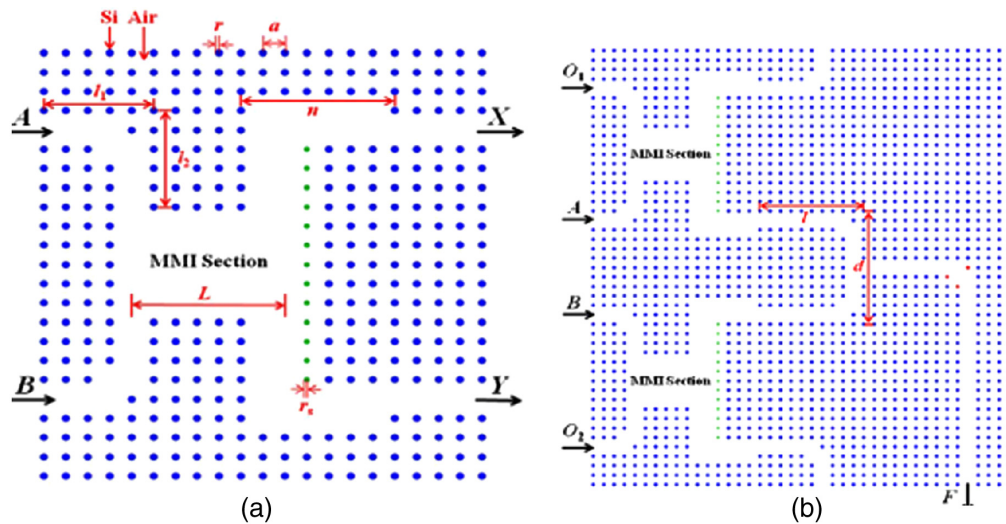 Si Air r a
l₁ n
A X
l₂
MMI Section
L
B Y
rₛ
(a)
O₁
MMI Section
A l
d
B
MMI Section
O₂
F
(b)